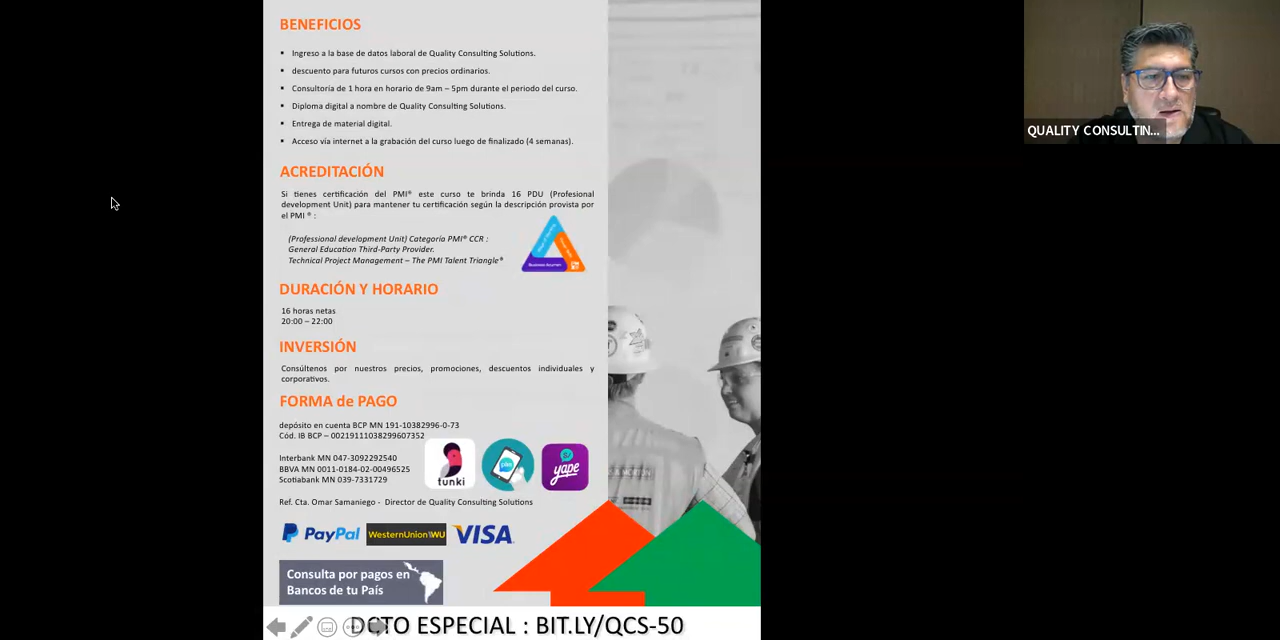 BENEFICIOS
▪ Ingreso a la base de datos laboral de Quality Consulting Solutions.
▪ descuento para futuros cursos con precios ordinarios.
▪ Consultoría de 1 hora en horario de 9am – 5pm durante el periodo del curso.
▪ Diploma digital a nombre de Quality Consulting Solutions.
▪ Entrega de material digital.
▪ Acceso vía internet a la grabación del curso luego de finalizado (4 semanas).
ACREDITACIÓN
Si tienes certificación del PMI® este curso te brinda 16 PDU (Profesional
development Unit) para mantener tu certificación según la descripción provista por
el PMI ® :
(Professional development Unit) Categoría PMI® CCR :
General Education Third-Party Provider.
Technical Project Management – The PMI Talent Triangle®
Business Acumen
DURACIÓN Y HORARIO
16 horas netas
20:00 – 22:00
INVERSIÓN
Consúltenos por nuestros precios, promociones, descuentos individuales y
corporativos.
FORMA de PAGO
depósito en cuenta BCP MN 191-10382996-0-73
Cód. IB BCP – 00219111038299607352
Interbank MN 047-3092292540
BBVA MN 0011-0184-02-00496525
Scotiabank MN 039-7331729
tunki
plin
S/
yape
Ref. Cta. Omar Samaniego - Director de Quality Consulting Solutions
PayPal
WesternUnion WU
VISA
Consulta por pagos en
Bancos de tu País
DCTO ESPECIAL : BIT.LY/QCS-50
QUALITY CONSULTIN...